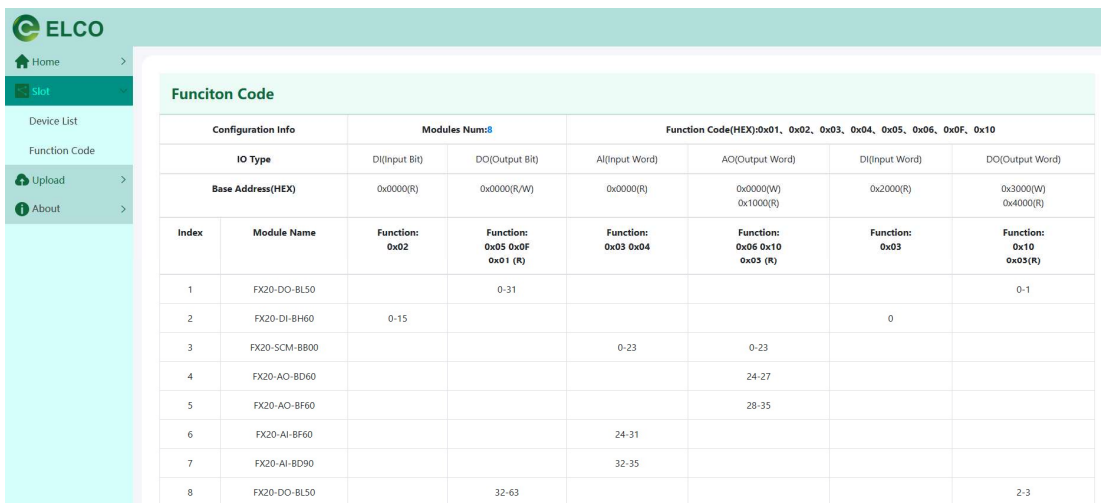 ELCO
Home
Slot
Device List
Function Code
Upload
About
Funciton Code
Configuration Info Modules Num:8 Function Code(HEX):0x01、0x02、0x03、0x04、0x05、0x06、0x0F、0x10
IO Type DI(Input Bit) DO(Output Bit) AI(Input Word) AO(Output Word) DI(Input Word) DO(Output Word)
Base Address(HEX) 0x0000(R) 0x0000(R/W) 0x0000(R) 0x0000(W) 0x2000(R) 0x3000(W)
0x1000(R) 0x4000(R)
Index Module Name Function: Function: Function: Function: Function: Function:
0x02 0x05 0x0F 0x03 0x04 0x06 0x10 0x03 0x10
0x01 (R) 0x03 (R) 0x03(R)
1 FX20-DO-BL50 0-31 0-1
2 FX20-DI-BH60 0-15 0
3 FX20-SCM-BB00 0-23 0-23
4 FX20-AO-BD60 24-27
5 FX20-AO-BF60 28-35
6 FX20-AI-BF60 24-31
7 FX20-AI-BD90 32-35
8 FX20-DO-BL50 32-63 2-3